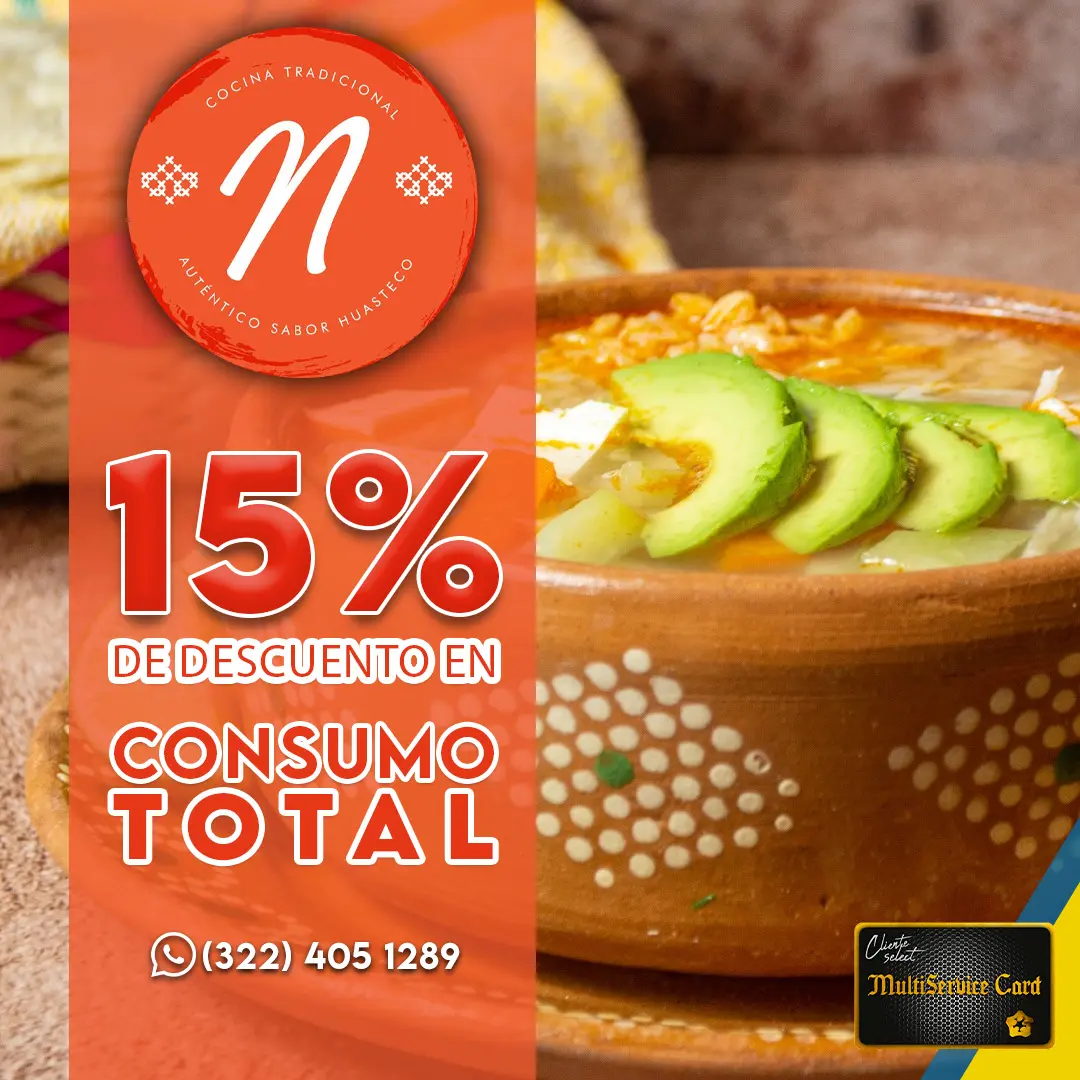 COCINA TRADICIONAL
n
AUTÉNTICO SABOR HUASTECO
15%
DE DESCUENTO EN
CONSUMO
TOTAL
(322) 405 1289
Cliente
select
MultiService Card